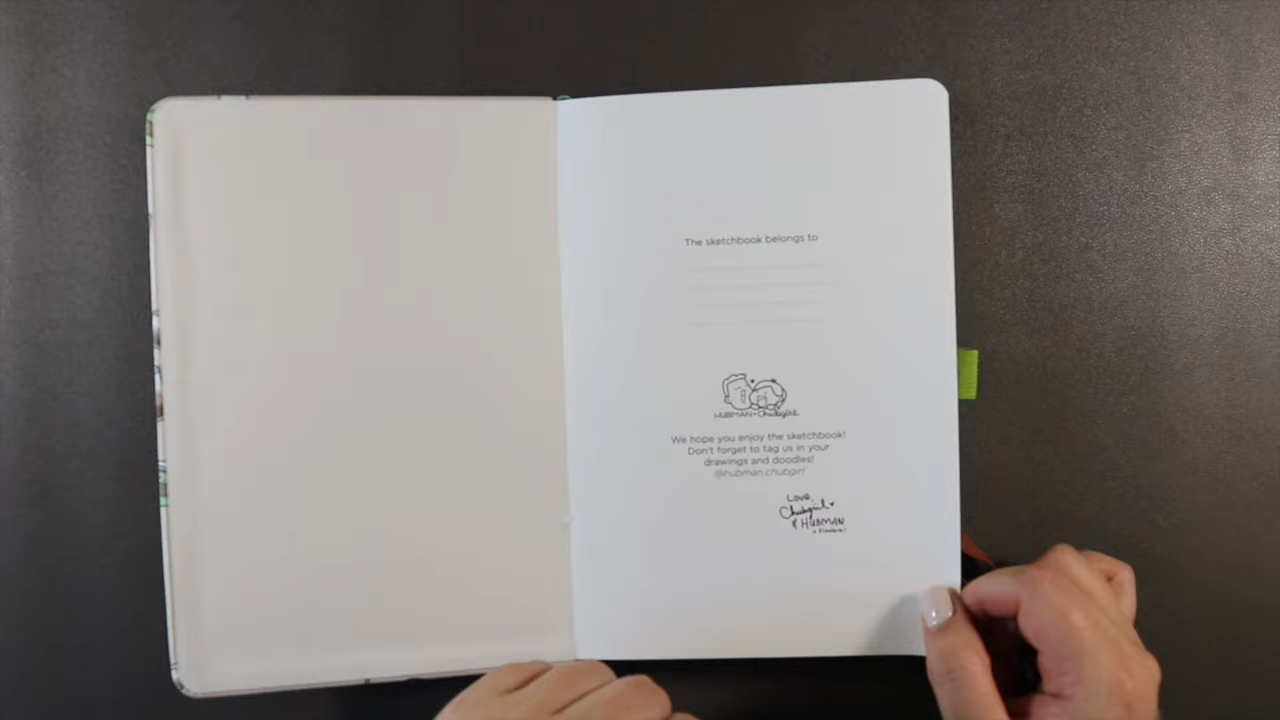 The sketchbook belongs to
HUBMAN + Chubgirl
We hope you enjoy the sketchbook!
Don't forget to tag us in your
drawings and doodles!
@hubman.chubgirl
Love,
Chubgirl
& HUBMAN